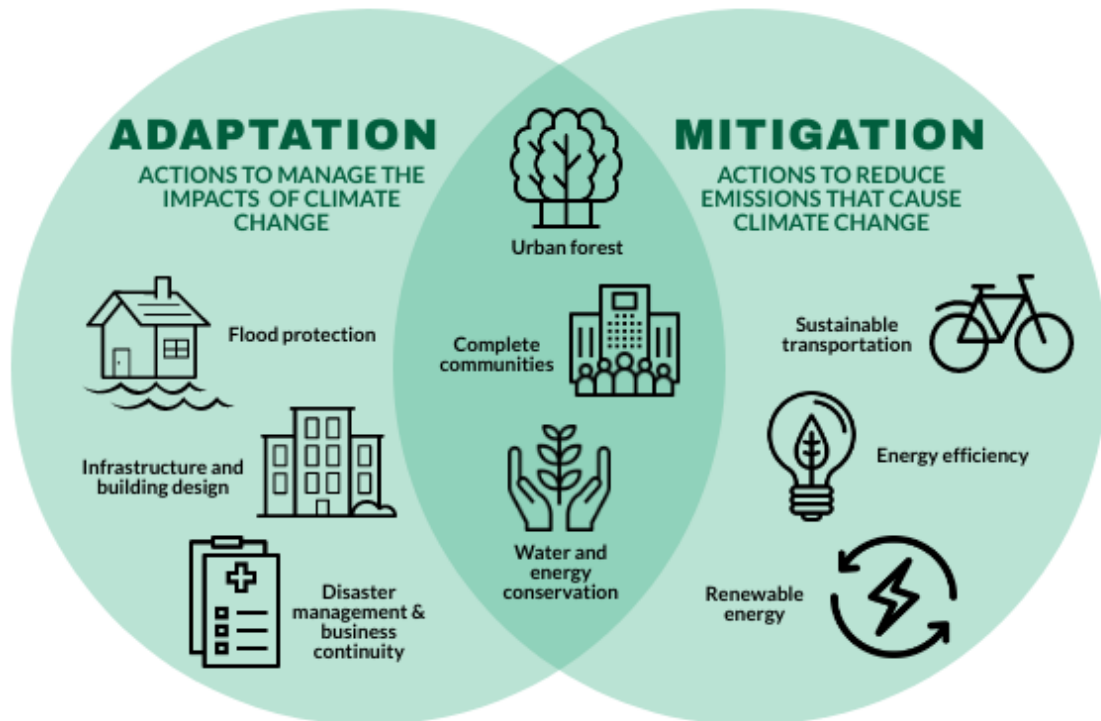 ADAPTATION
ACTIONS TO MANAGE THE
IMPACTS OF CLIMATE
CHANGE
Flood protection
Infrastructure and
building design
Disaster
management &
business
continuity
Urban forest
Complete
communities
Water and
energy
conservation
MITIGATION
ACTIONS TO REDUCE
EMISSIONS THAT CAUSE
CLIMATE CHANGE
Sustainable
transportation
Energy efficiency
Renewable
energy